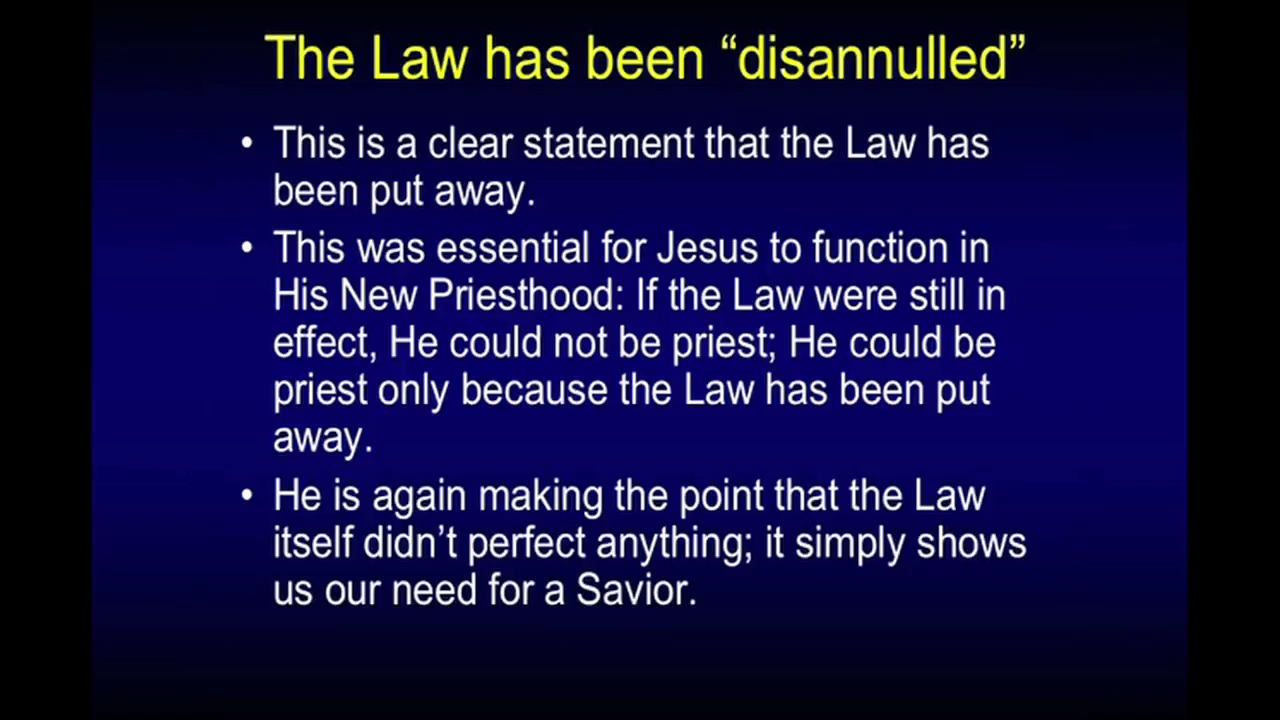 The Law has been “disannulled”
• This is a clear statement that the Law has
been put away.
• This was essential for Jesus to function in
His New Priesthood: If the Law were still in
effect, He could not be priest; He could be
priest only because the Law has been put
away.
• He is again making the point that the Law
itself didn’t perfect anything; it simply shows
us our need for a Savior.